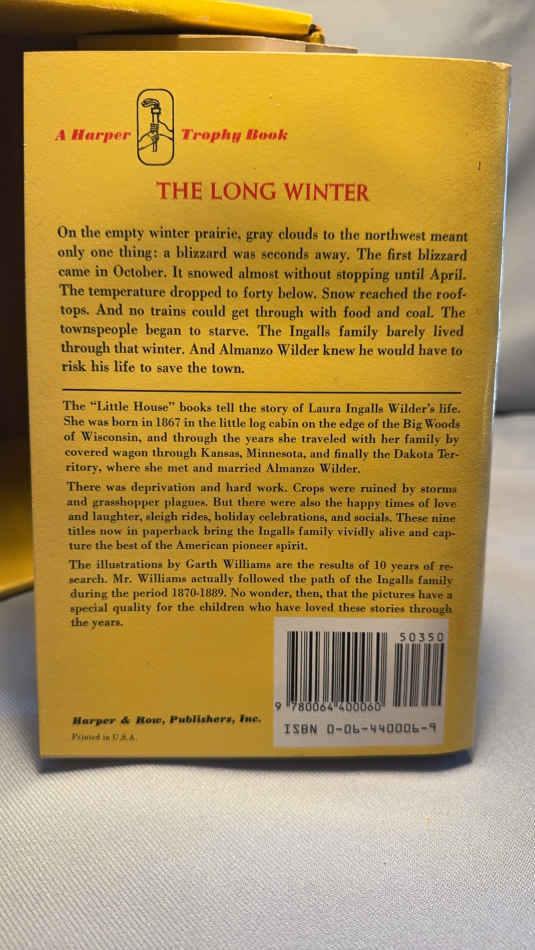 A Harper Trophy Book
THE LONG WINTER
On the empty winter prairie, gray clouds to the northwest meant
only one thing: a blizzard was seconds away. The first blizzard
came in October. It snowed almost without stopping until April.
The temperature dropped to forty below. Snow reached the roof-
tops. And no trains could get through with food and coal. The
townspeople began to starve. The Ingalls family barely lived
through that winter. And Almanzo Wilder knew he would have to
risk his life to save the town.
The “Little House” books tell the story of Laura Ingalls Wilder’s life.
She was born in 1867 in the little log cabin on the edge of the Big Woods
of Wisconsin, and through the years she traveled with her family by
covered wagon through Kansas, Minnesota, and finally the Dakota Ter-
ritory, where she met and married Almanzo Wilder.
There was deprivation and hard work. Crops were ruined by storms
and grasshopper plagues. But there were also the happy times of love
and laughter, sleigh rides, holiday celebrations, and socials. These nine
titles now in paperback bring the Ingalls family vividly alive and cap-
ture the best of the American pioneer spirit.
The illustrations by Garth Williams are the results of 10 years of re-
search. Mr. Williams actually followed the path of the Ingalls family
during the period 1870-1889. No wonder, then, that the pictures have a
special quality for the children who have loved these stories through
the years.
50350
9 780064 400060
ISBN 0-06-440006-9
Harper & Row, Publishers, Inc.
Printed in U.S.A.